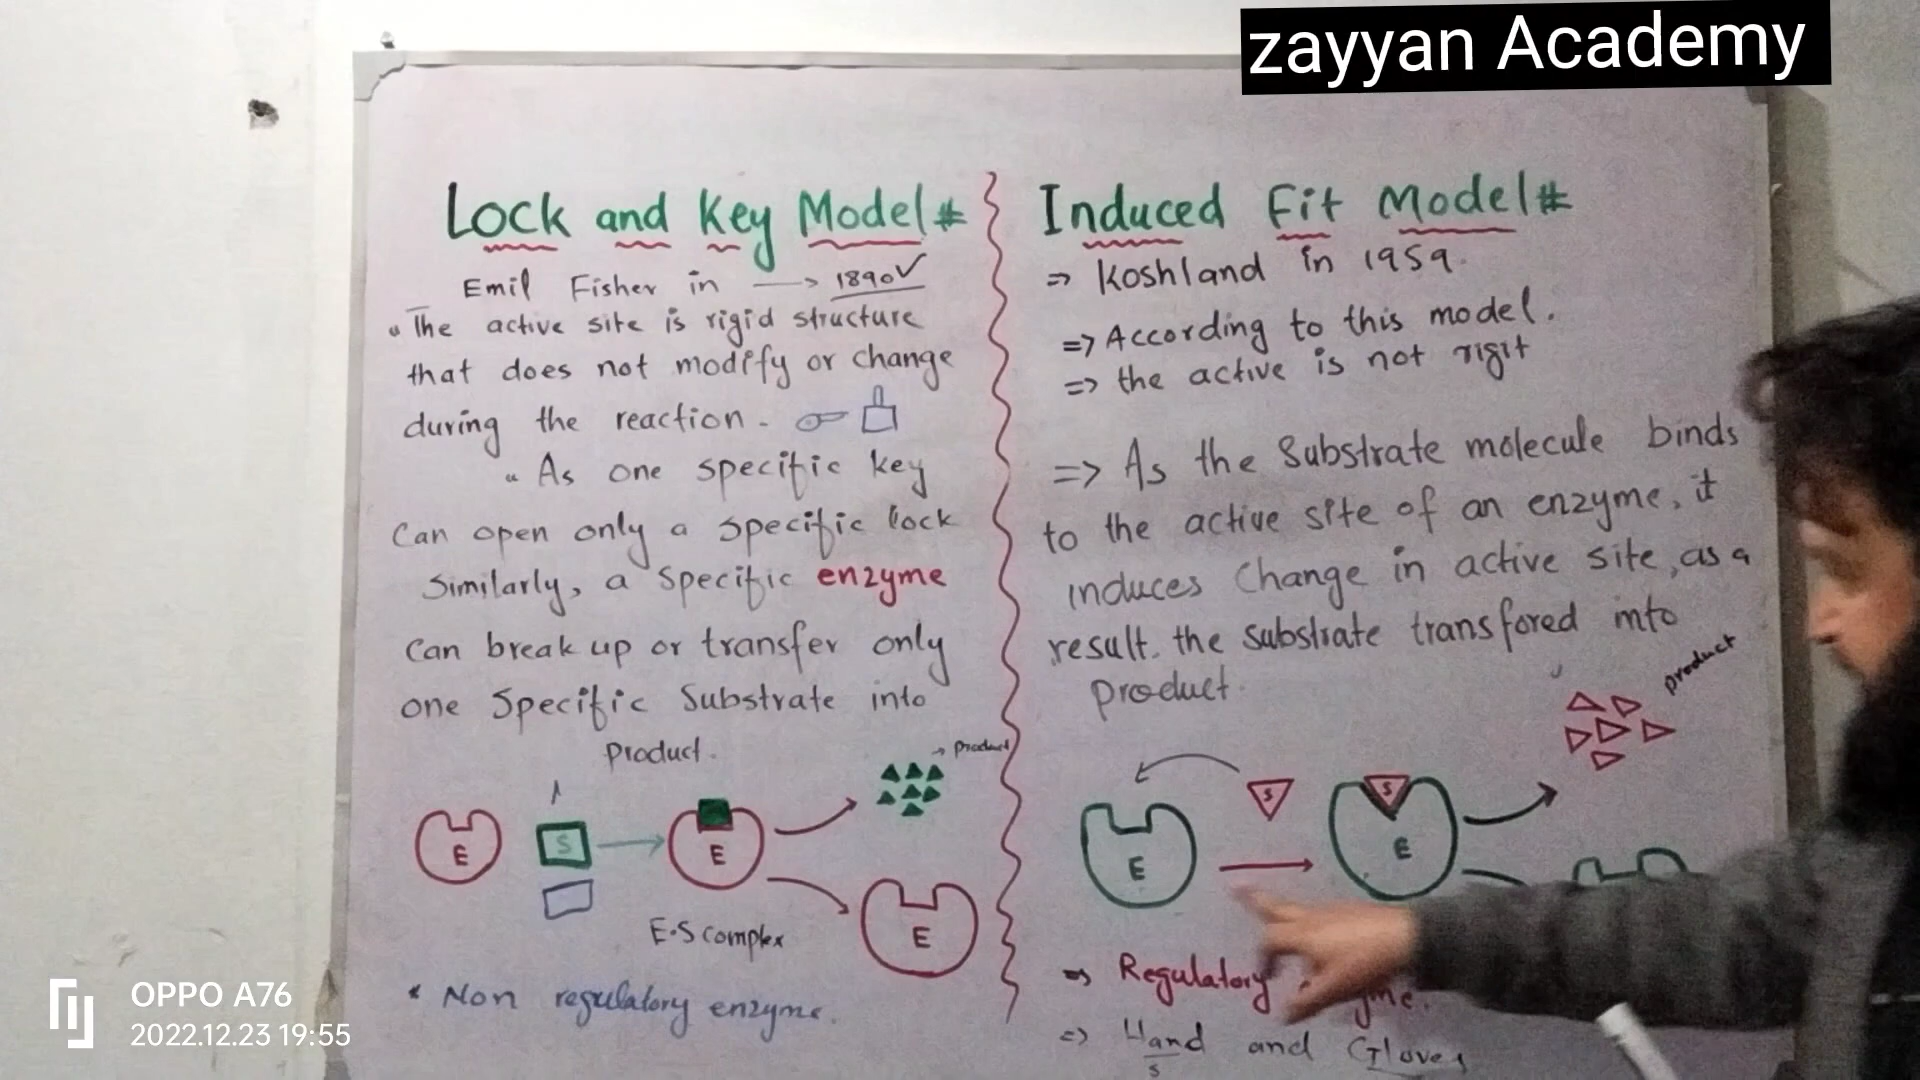 zayyan Academy
Lock and Key Model #
Emil Fisher in → 1890✓
" The active site is rigid structure
that does not modify or change
during the reaction -
" As one specific key
Can open only a specific lock
Similarly, a specific enzyme
Can break up or transfer only
one specific Substrate into
Product.
→ Product
E
S
E
E
E·S complex
* Non regulatory enzyme.
Induced Fit Model #
⇒ Koshland in 1959.
⇒ According to this model.
⇒ the active is not rigit
⇒ As the Substrate molecule binds
to the active site of an enzyme, it
induces Change in active site, as a
result. the substrate transfored into
product.
product
S
S
E
E
⇒ Regulatory
⇒ Hand and Gloves
s
OPPO A76
2022.12.23 19:55